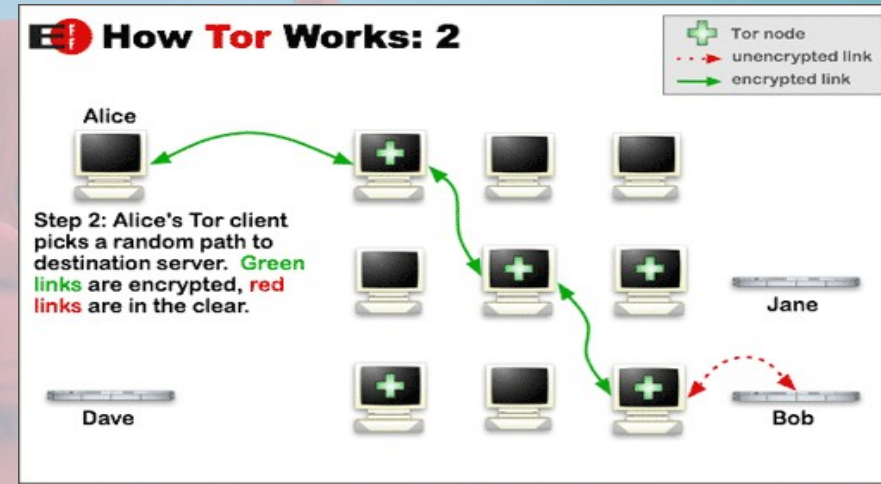 EFF How Tor Works: 2
Tor node
unencrypted link
encrypted link
Alice
Step 2: Alice's Tor client
picks a random path to
destination server. Green
links are encrypted, red
links are in the clear.
Jane
Dave
Bob